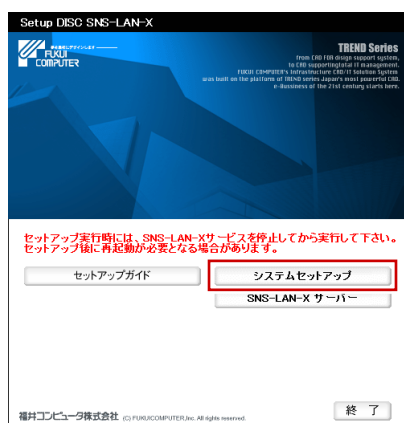 Setup DISC SNS-LAN-X
FUKUI
COMPUTER
TREND Series
from CAD FOR disign support system,
to CAD supportingtotal IT management.
FUKUI COMPUTER's Infrastructure CAD/IT Solution System
was built on the platform of TREND series Japan's most powerful CAD.
e-Bussiness of the 21st century starts here.
セットアップ実行時には、SNS-LAN-Xサービスを停止してから実行して下さい。
セットアップ後に再起動が必要となる場合があります。
セットアップガイド
システムセットアップ
SNS-LAN-X サーバー
福井コンピュータ株式会社 (C) FUKUICOMPUTER,Inc. All rights reserved.
終 了